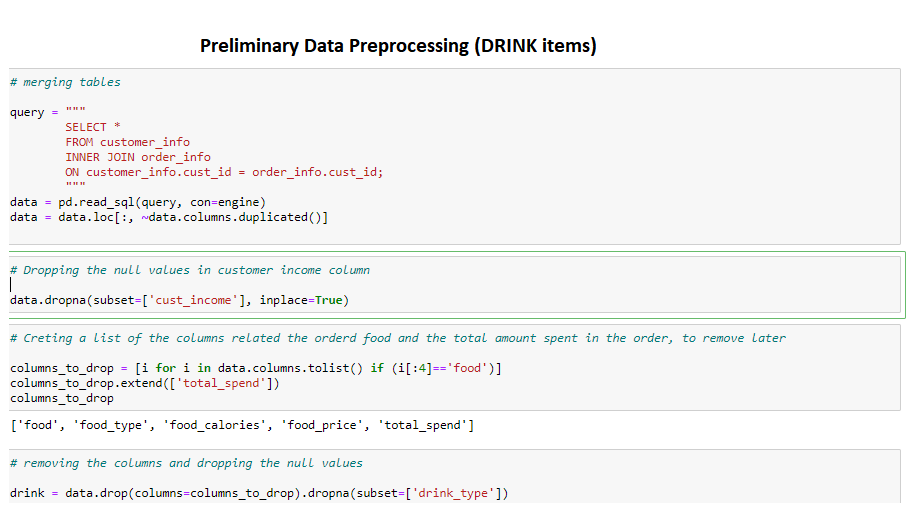 Preliminary Data Preprocessing (DRINK items)
# merging tables
query = """
SELECT *
FROM customer_info
INNER JOIN order_info
ON customer_info.cust_id = order_info.cust_id;
"""
data = pd.read_sql(query, con=engine)
data = data.loc[:, ~data.columns.duplicated()]
# Dropping the null values in customer income column
data.dropna(subset=['cust_income'], inplace=True)
# Creting a list of the columns related the orderd food and the total amount spent in the order, to remove later
columns_to_drop = [i for i in data.columns.tolist() if (i[:4]=='food')]
columns_to_drop.extend(['total_spend'])
columns_to_drop
['food', 'food_type', 'food_calories', 'food_price', 'total_spend']
# removing the columns and dropping the null values
drink = data.drop(columns=columns_to_drop).dropna(subset=['drink_type'])